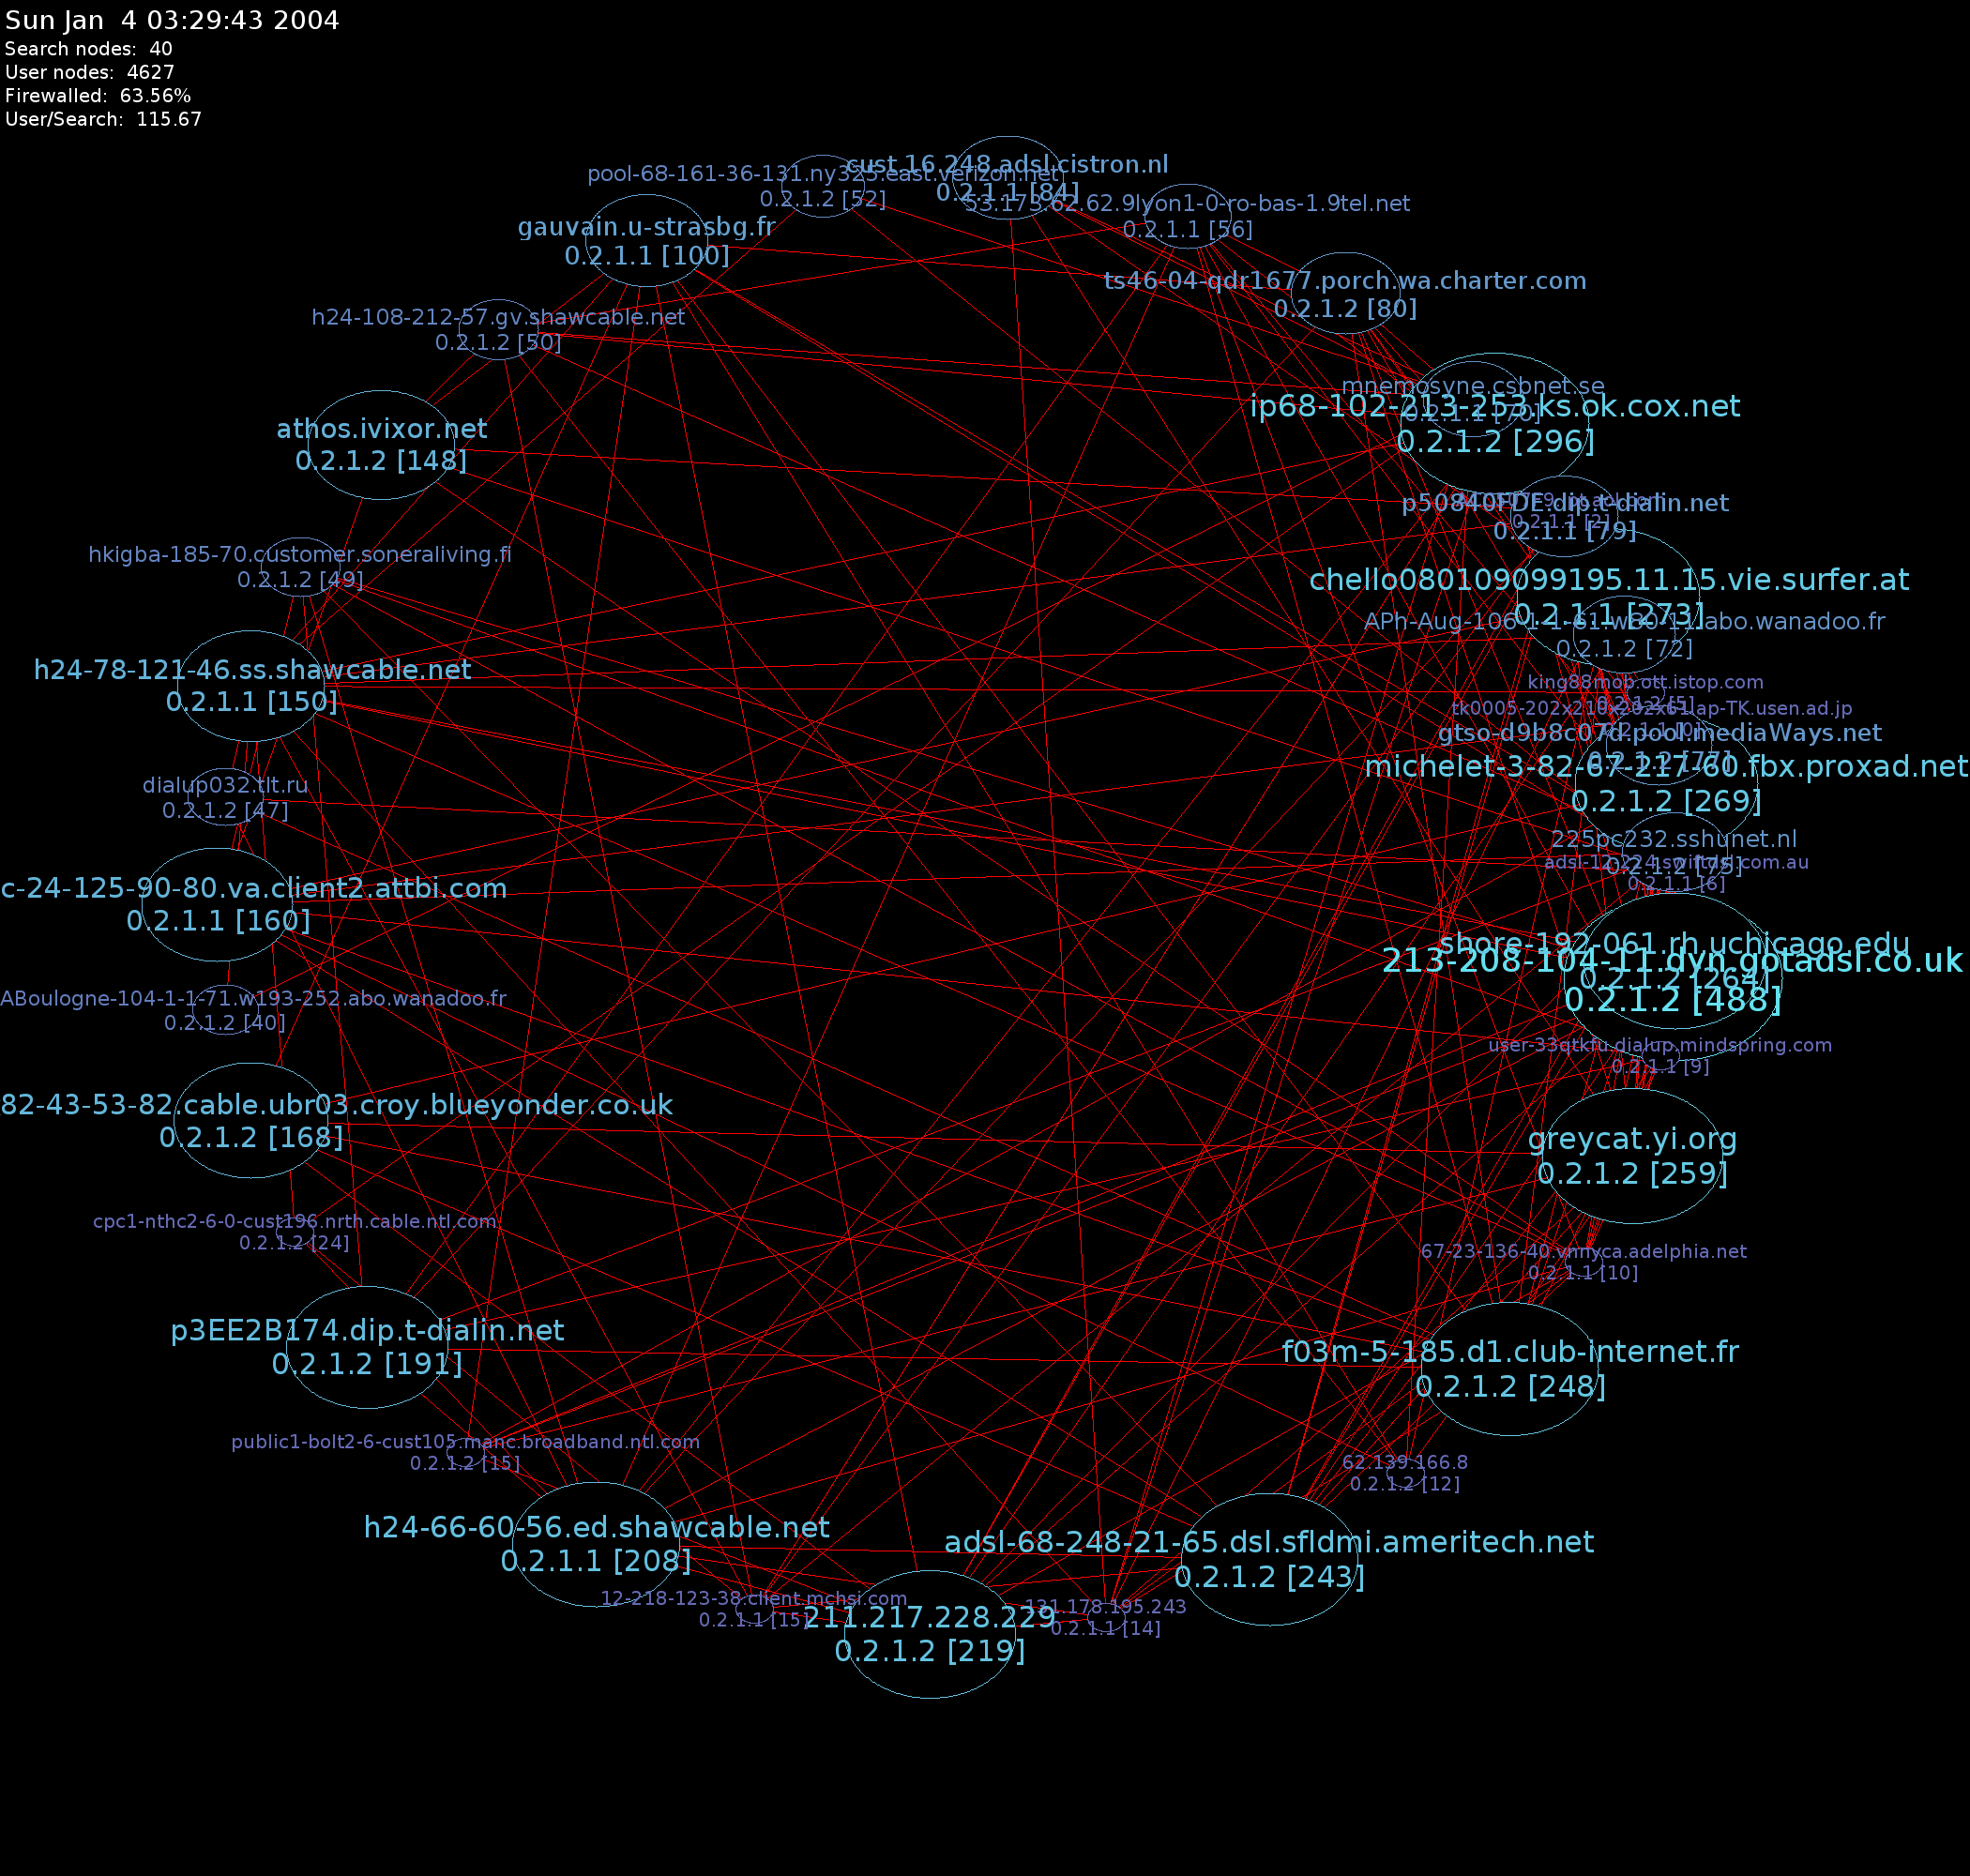 Sun Jan  4 03:29:43 2004
Search nodes:  40
User nodes:  4627
Firewalled:  63.56%
User/Search:  115.67
cust.16.248.adsl.cistron.nl
0.2.1.1 [84]
pool-68-161-36-131.ny325.east.verizon.net
0.2.1.2 [52]
53.173.62.62.9lyon1-0-ro-bas-1.9tel.net
0.2.1.1 [56]
gauvain.u-strasbg.fr
0.2.1.1 [100]
ts46-04-qdr1677.porch.wa.charter.com
0.2.1.2 [80]
h24-108-212-57.gv.shawcable.net
0.2.1.2 [50]
mnemosyne.csbnet.se
0.2.1.1 [70]
ip68-102-213-253.ks.ok.cox.net
0.2.1.2 [296]
athos.ivixor.net
0.2.1.2 [148]
p50840FDE.dip.t-dialin.net
0.2.1.1 [79]
0.2.1.1 [2]
hkigba-185-70.customer.soneraliving.fi
0.2.1.2 [49]
chello080109099195.11.15.vie.surfer.at
0.2.1.1 [273]
APh-Aug-106-1-1-61.w80-11.abo.wanadoo.fr
0.2.1.2 [72]
h24-78-121-46.ss.shawcable.net
0.2.1.1 [150]
king88mob.ott.istop.com
0.2.1.2 [5]
tk0005-202x210x202x61.ap-TK.usen.ad.jp
0.2.1.1 [0]
gtso-d9b8c07d.pool.mediaWays.net
0.2.1.2 [77]
michelet-3-82-67-217-60.fbx.proxad.net
0.2.1.2 [269]
dialup032.tlt.ru
0.2.1.2 [47]
225pc232.sshunet.nl
0.2.1.2 [75]
adsl-12-224.swiftdsl.com.au
0.2.1.1 [6]
c-24-125-90-80.va.client2.attbi.com
0.2.1.1 [160]
shore-192-061.rh.uchicago.edu
0.2.1.2 [264]
213-208-104-11.dyn.gotadsl.co.uk
0.2.1.2 [488]
ABoulogne-104-1-1-71.w193-252.abo.wanadoo.fr
0.2.1.2 [40]
user-33qtkfu.dialup.mindspring.com
0.2.1.1 [9]
82-43-53-82.cable.ubr03.croy.blueyonder.co.uk
0.2.1.2 [168]
greycat.yi.org
0.2.1.2 [259]
cpc1-nthc2-6-0-cust196.nrth.cable.ntl.com
0.2.1.2 [24]
67-23-136-40.vnnyca.adelphia.net
0.2.1.1 [10]
p3EE2B174.dip.t-dialin.net
0.2.1.2 [191]
f03m-5-185.d1.club-internet.fr
0.2.1.2 [248]
public1-bolt2-6-cust105.manc.broadband.ntl.com
0.2.1.2 [15]
62.139.166.8
0.2.1.2 [12]
h24-66-60-56.ed.shawcable.net
0.2.1.1 [208]
adsl-68-248-21-65.dsl.sfldmi.ameritech.net
0.2.1.2 [243]
12-218-123-38.client.mchsi.com
0.2.1.1 [15]
211.217.228.229
0.2.1.2 [219]
131.178.195.243
0.2.1.1 [14]